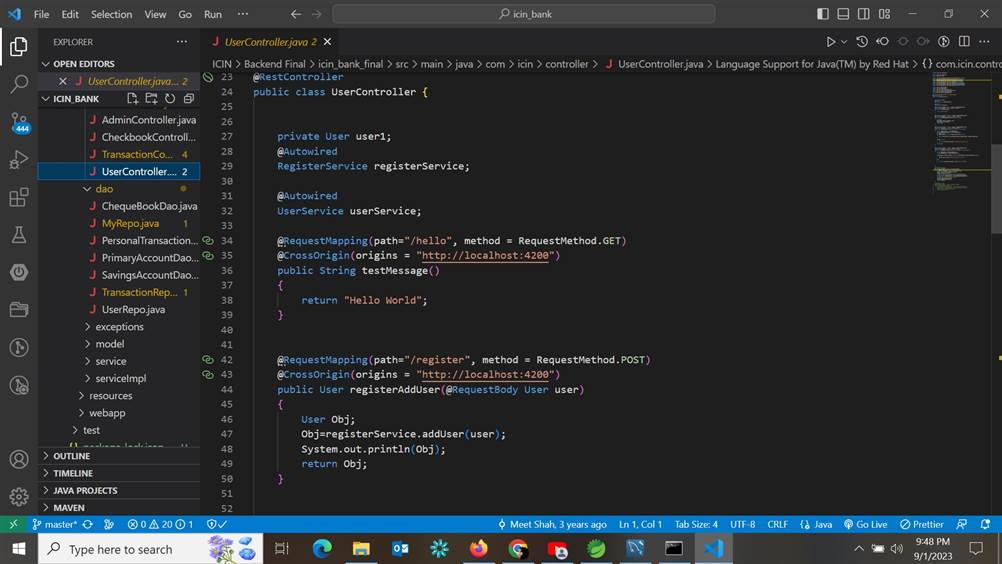 File Edit Selection View Go Run ···
icin_bank
EXPLORER
OPEN EDITORS
UserController.java... 2
ICIN_BANK
AdminController.java
CheckbookControll...
TransactionCo... 4
UserController.... 2
dao
ChequeBookDao.java
MyRepo.java 1
PersonalTransaction...
PrimaryAccountDao...
SavingsAccountDao...
TransactionRep... 1
UserRepo.java
exceptions
model
service
serviceImpl
resources
webapp
test
OUTLINE
TIMELINE
JAVA PROJECTS
MAVEN
444
UserController.java 2
ICIN > Backend Final > icin_bank_final > src > main > java > com > icin > controller > UserController.java > Language Support for Java(TM) by Red Hat > {} com.icin.contro
23 @RestController
24 public class UserController {
25
26
27 private User user1;
28 @Autowired
29 RegisterService registerService;
30
31 @Autowired
32 UserService userService;
33
34 @RequestMapping(path="/hello", method = RequestMethod.GET)
35 @CrossOrigin(origins = "http://localhost:4200")
36 public String testMessage()
37 {
38 return "Hello World";
39 }
40
41
42 @RequestMapping(path="/register", method = RequestMethod.POST)
43 @CrossOrigin(origins = "http://localhost:4200")
44 public User registerAddUser(@RequestBody User user)
45 {
46 User Obj;
47 Obj=registerService.addUser(user);
48 System.out.println(Obj);
49 return Obj;
50 }
51
52
master* 0 20 1 Meet Shah, 3 years ago Ln 1, Col 1 Tab Size: 4 UTF-8 CRLF {} Java Go Live Prettier
Type here to search
9:48 PM
9/1/2023